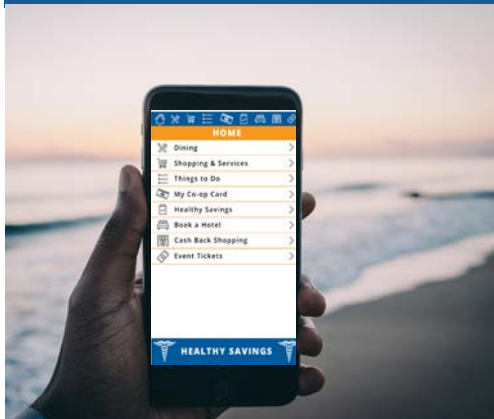 HOME
Dining
Shopping & Services
Things to Do
My Co-op Card
Healthy Savings
Book a Hotel
Cash Back Shopping
Event Tickets
HEALTHY SAVINGS